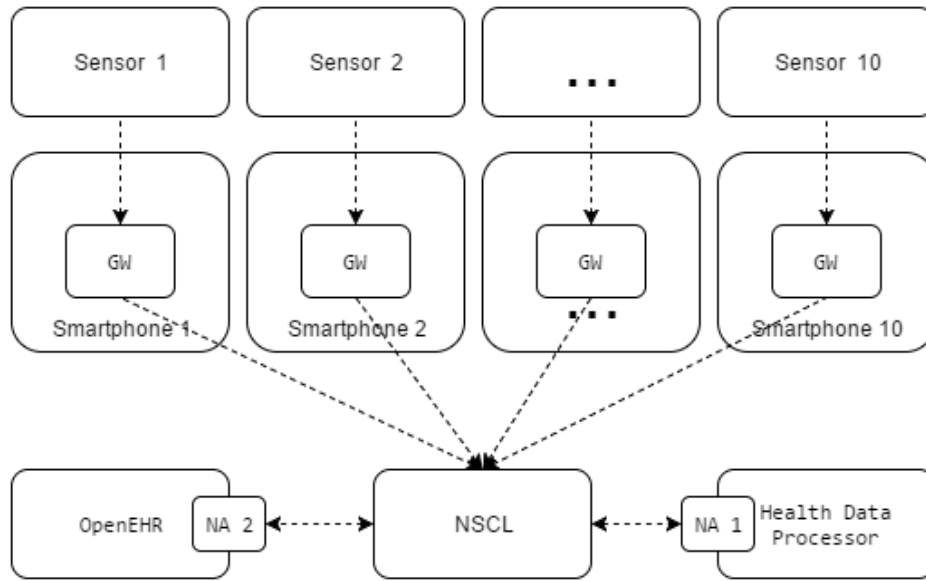 Sensor 1
Sensor 2
...
Sensor 10
GW
GW
GW
GW
Smartphone 1
Smartphone 2
...
Smartphone 10
OpenEHR
NA 2
NSCL
NA 1
Health Data
Processor